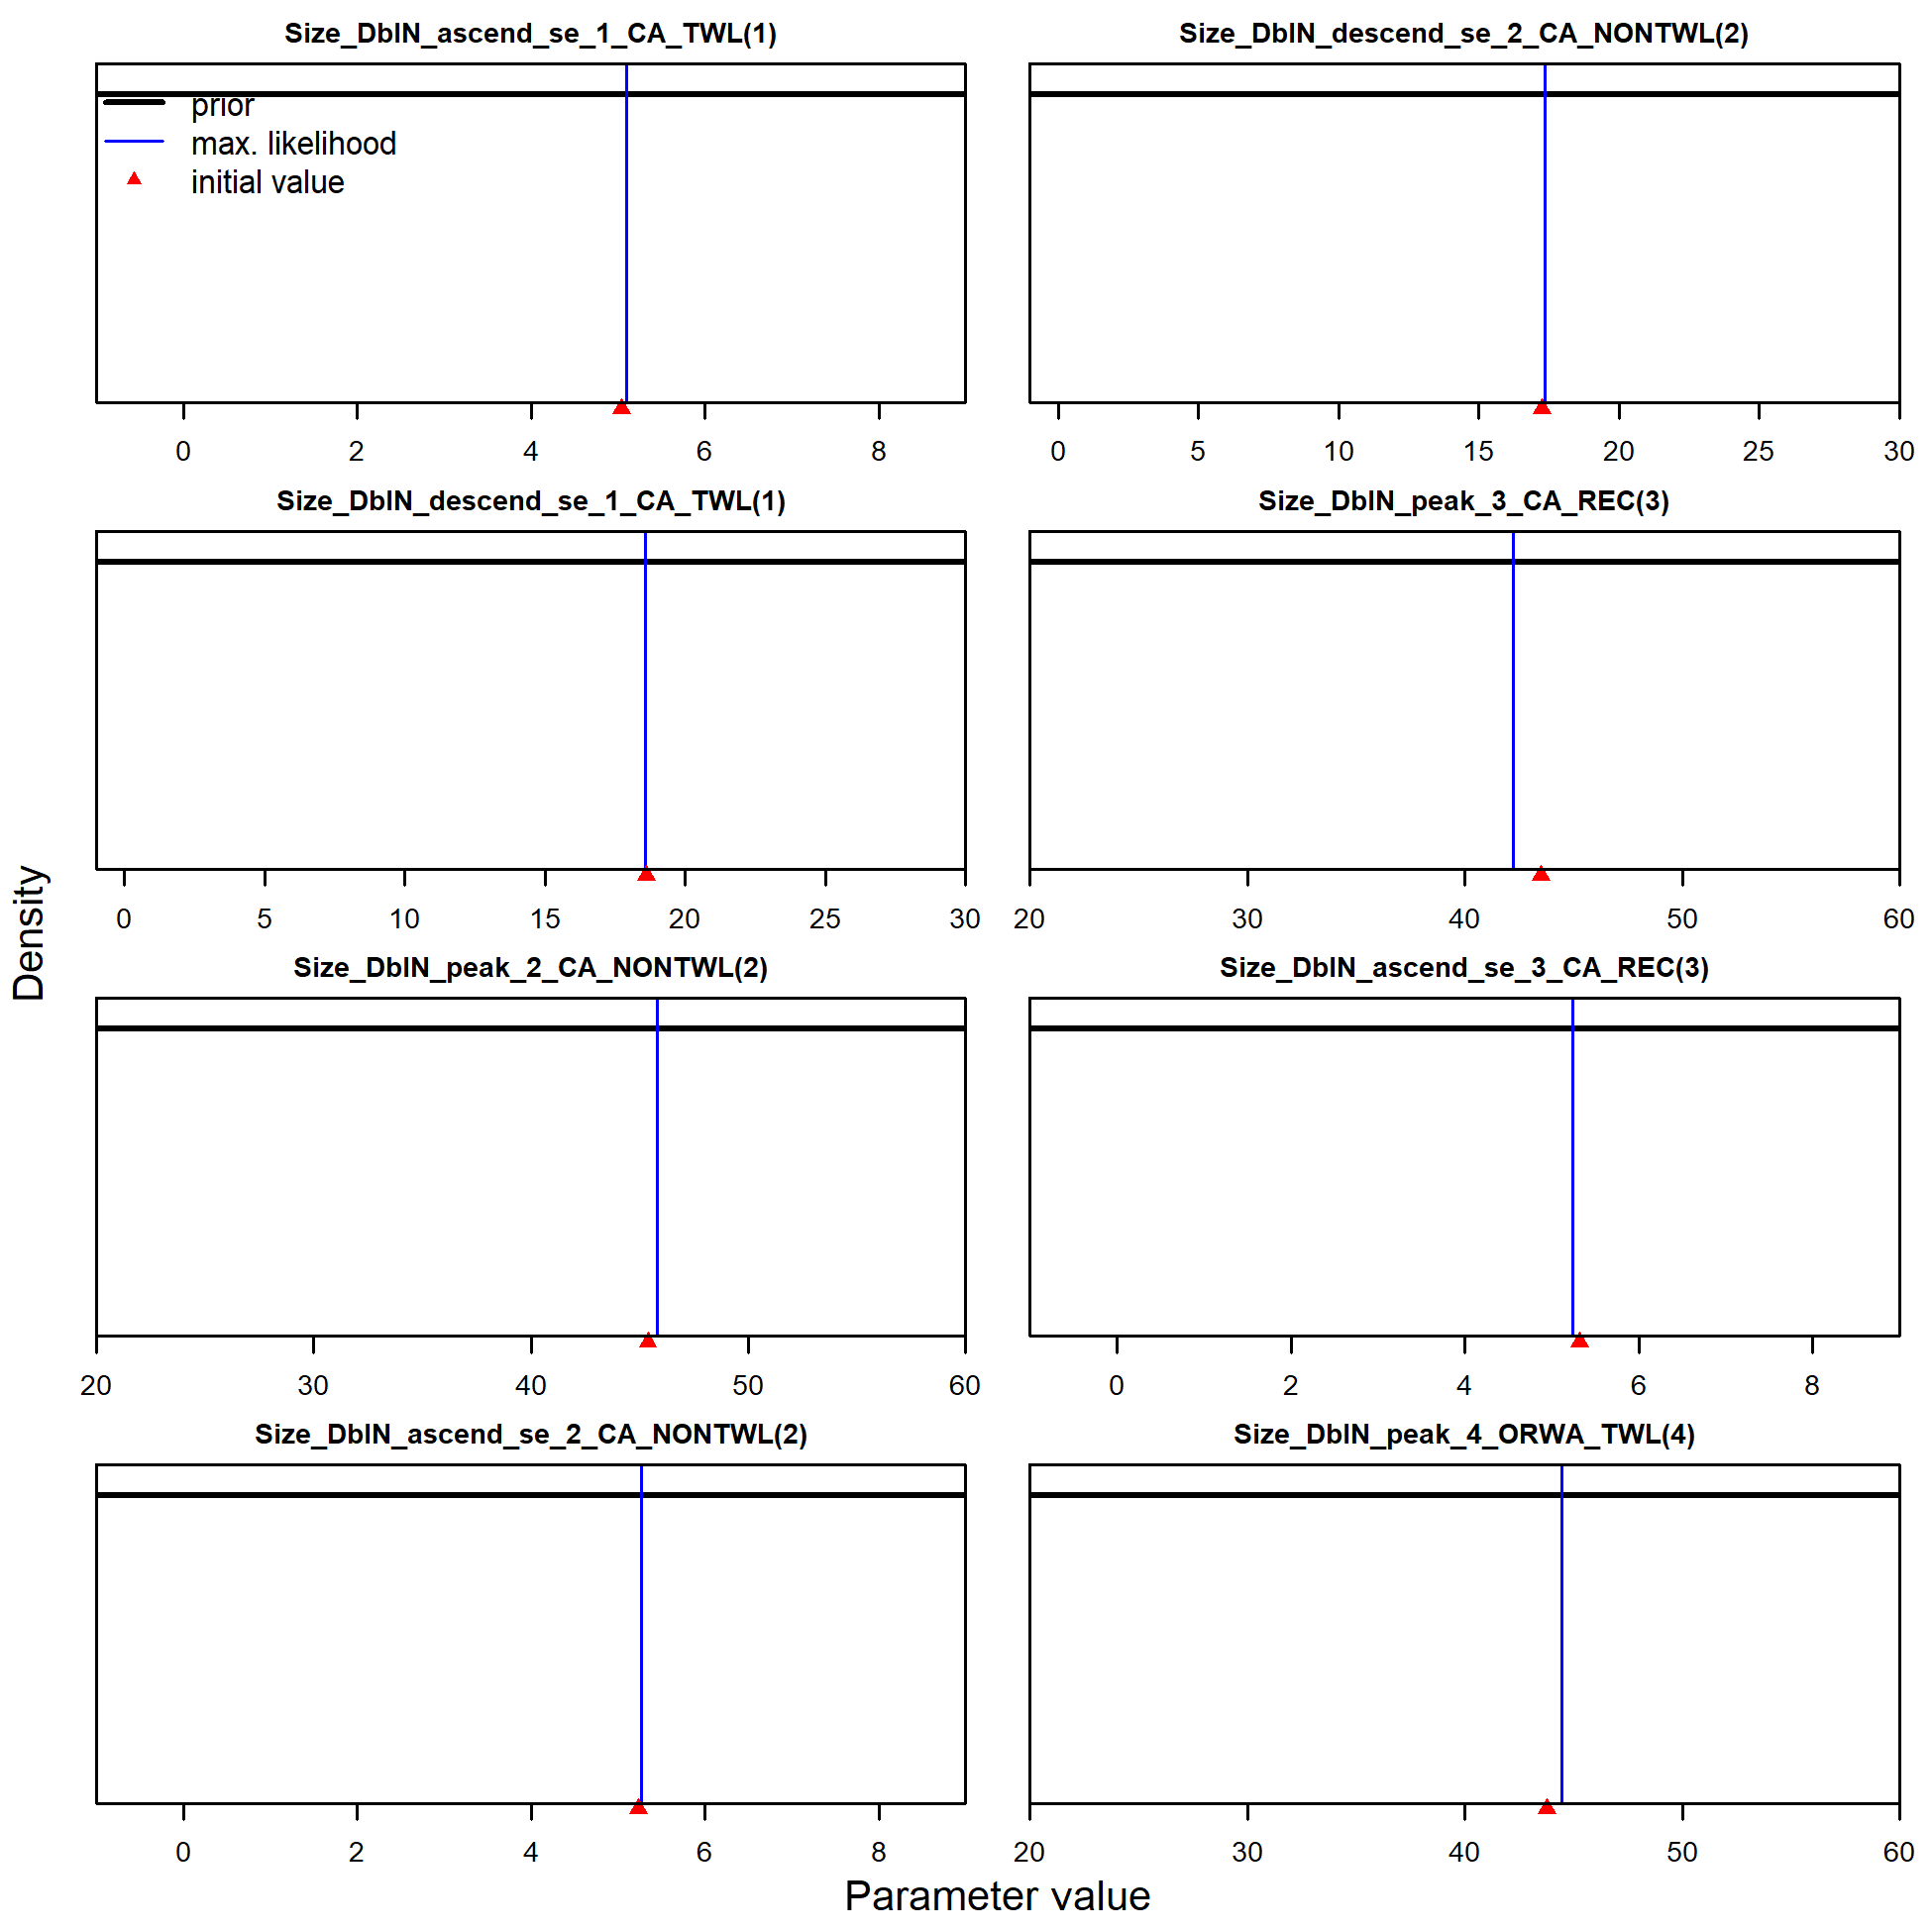 Size_DblN_ascend_se_1_CA_TWL(1)
prior
max. likelihood
initial value
0 2 4 6 8
Size_DblN_descend_se_2_CA_NONTWL(2)
0 5 10 15 20 25 30
Size_DblN_descend_se_1_CA_TWL(1)
0 5 10 15 20 25 30
Size_DblN_peak_3_CA_REC(3)
20 30 40 50 60
Size_DblN_peak_2_CA_NONTWL(2)
20 30 40 50 60
Size_DblN_ascend_se_3_CA_REC(3)
0 2 4 6 8
Size_DblN_ascend_se_2_CA_NONTWL(2)
0 2 4 6 8
Size_DblN_peak_4_ORWA_TWL(4)
20 30 40 50 60
Density
Parameter value